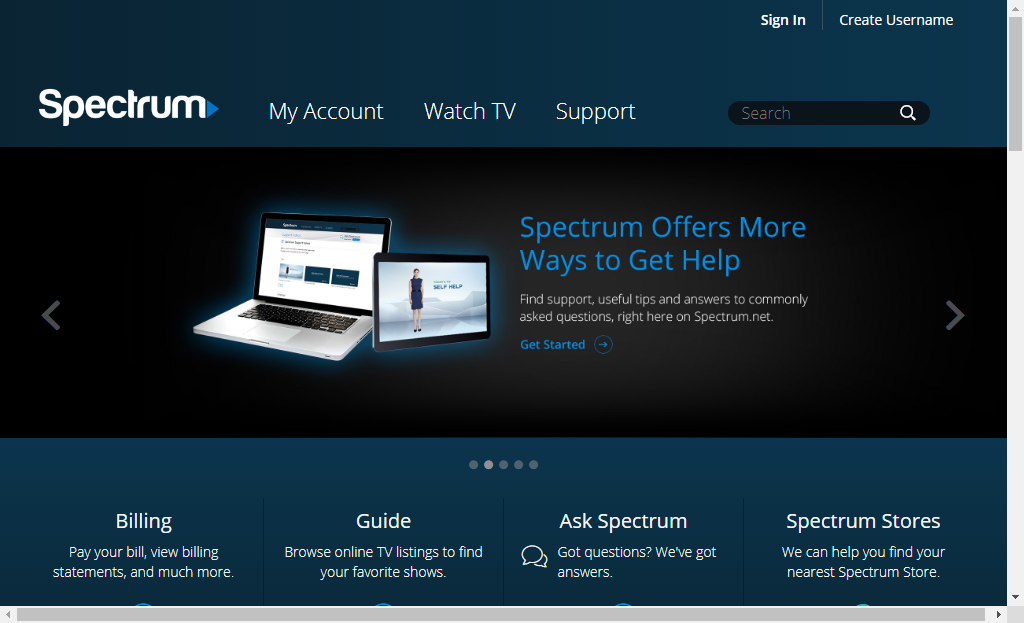 Sign In
Create Username
Spectrum
My Account
Watch TV
Support
Search
Spectrum Offers More
Ways to Get Help
Find support, useful tips and answers to commonly
asked questions, right here on Spectrum.net.
Get Started
SELF HELP
Billing
Pay your bill, view billing
statements, and much more.
Guide
Browse online TV listings to find
your favorite shows.
Ask Spectrum
Got questions? We've got
answers.
Spectrum Stores
We can help you find your
nearest Spectrum Store.